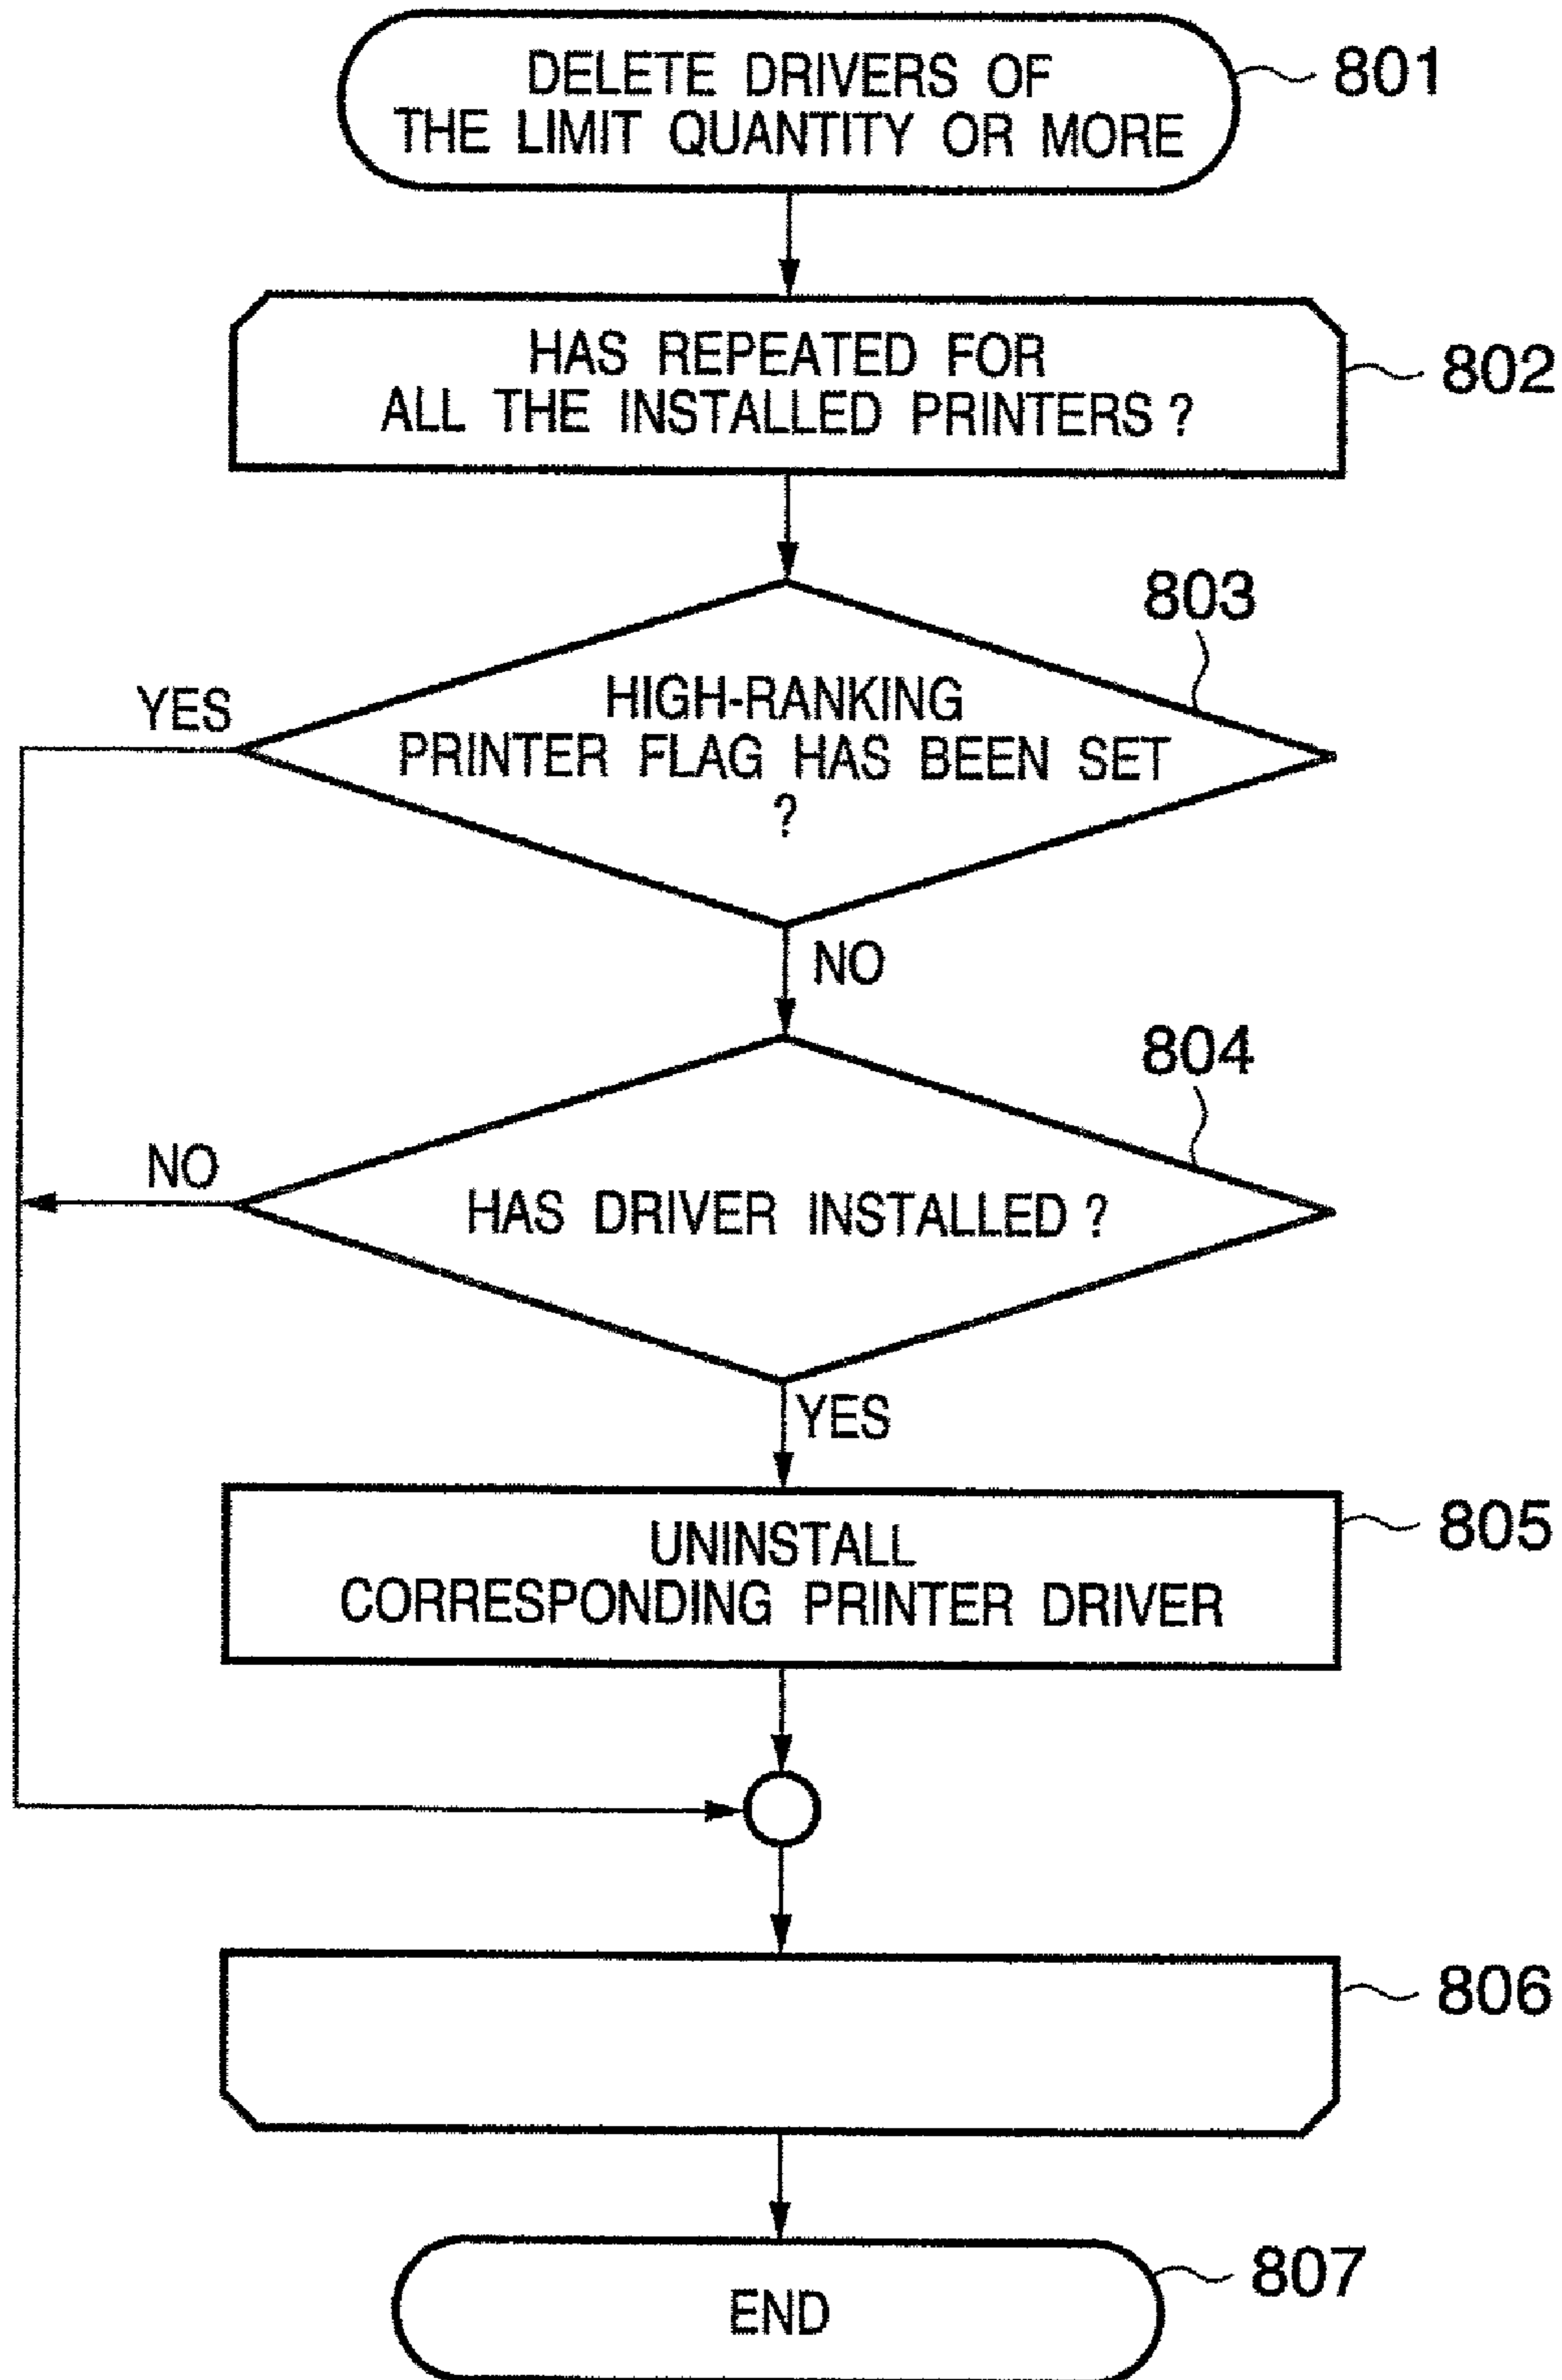 DELETE DRIVERS OF
THE LIMIT QUANTITY OR MORE
801
HAS REPEATED FOR
ALL THE INSTALLED PRINTERS ?
802
803
HIGH-RANKING
PRINTER FLAG HAS BEEN SET
?
YES
NO
804
HAS DRIVER INSTALLED ?
NO
YES
UNINSTALL
CORRESPONDING PRINTER DRIVER
805
806
END
807